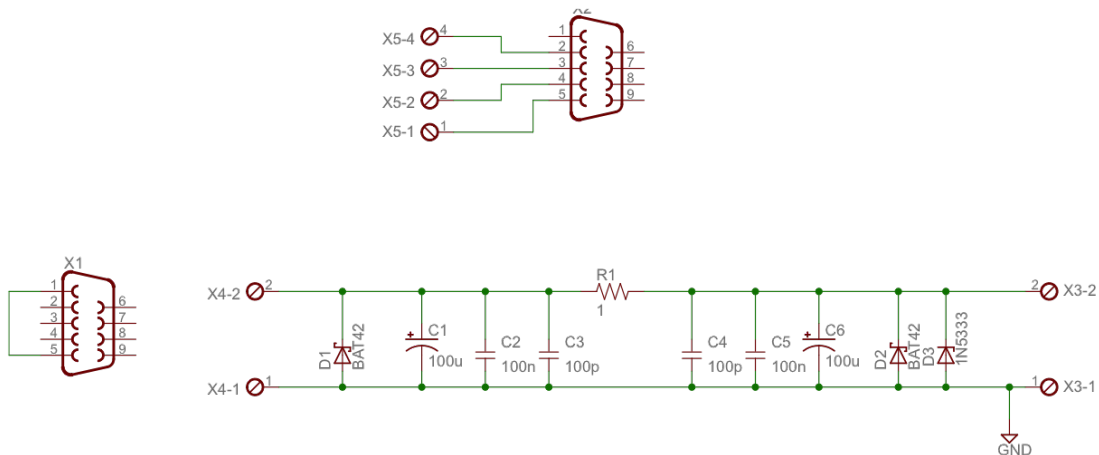 X2
X5-4 4 1
2 6
X5-3 3 3 7
X5-2 2 4 8
5 9
X5-1 1
X1
1
2 6
3 7
4 8
5 9
X4-2 2 R1 2 X3-2
1
D1 BAT42 C1 C2 C3 C4 C5 C6 D2 BAT42 D3 1N5333
+ 100u 100n 100p 100p 100n + 100u
X4-1 1 1 X3-1
GND